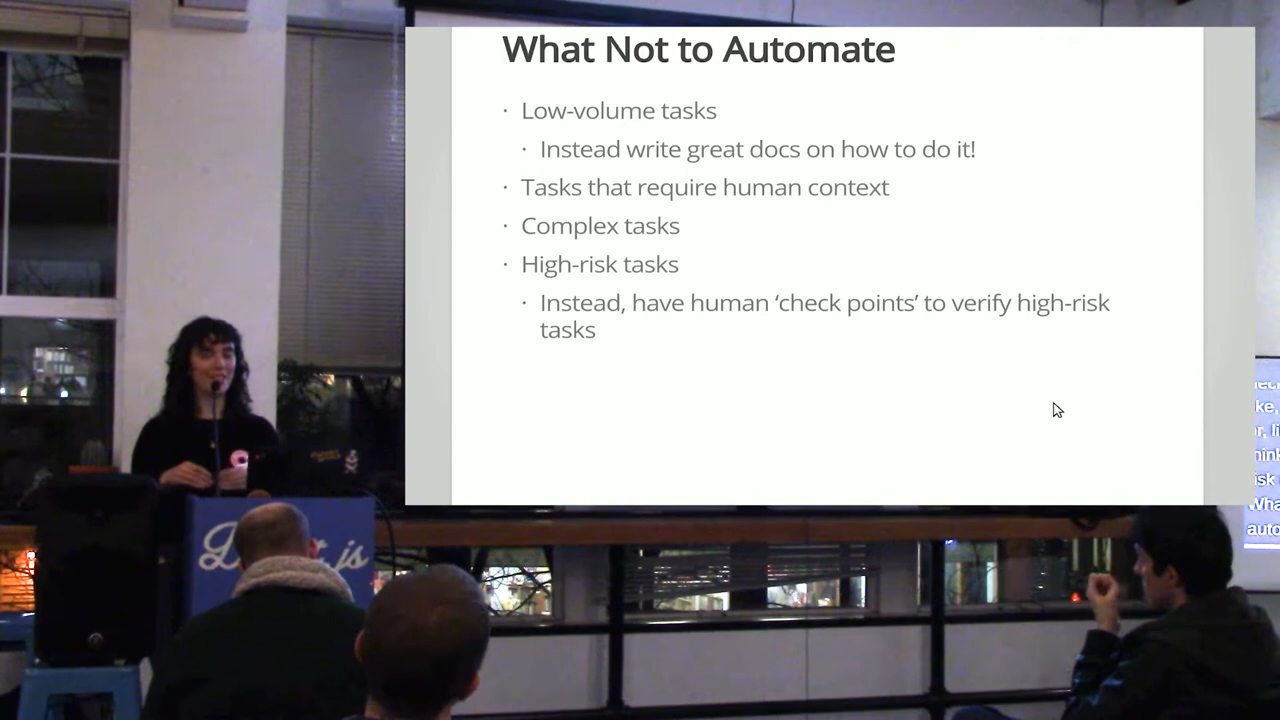 What Not to Automate
· Low-volume tasks
· Instead write great docs on how to do it!
· Tasks that require human context
· Complex tasks
· High-risk tasks
· Instead, have human ‘check points’ to verify high-risk
tasks
is